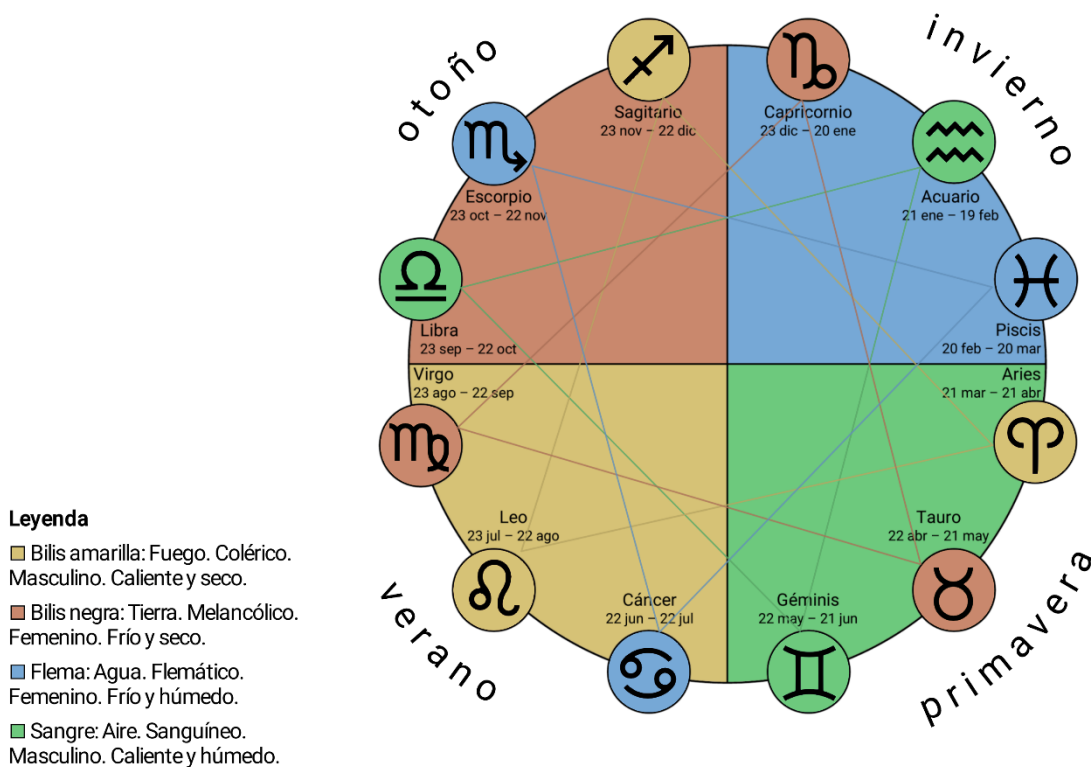 otoño
invierno
Sagitario
23 nov – 22 dic
Capricornio
23 dic – 20 ene
Escorpio
23 oct – 22 nov
Acuario
21 ene – 19 feb
Libra
23 sep – 22 oct
Piscis
20 feb – 20 mar
Virgo
23 ago – 22 sep
Aries
21 mar – 21 abr
Leo
23 jul – 22 ago
Tauro
22 abr – 21 may
Cáncer
22 jun – 22 jul
Géminis
22 may – 21 jun
verano
primavera
Leyenda
Bilis amarilla: Fuego. Colérico.
Masculino. Caliente y seco.
Bilis negra: Tierra. Melancólico.
Femenino. Frío y seco.
Flema: Agua. Flemático.
Femenino. Frío y húmedo.
Sangre: Aire. Sanguíneo.
Masculino. Caliente y húmedo.